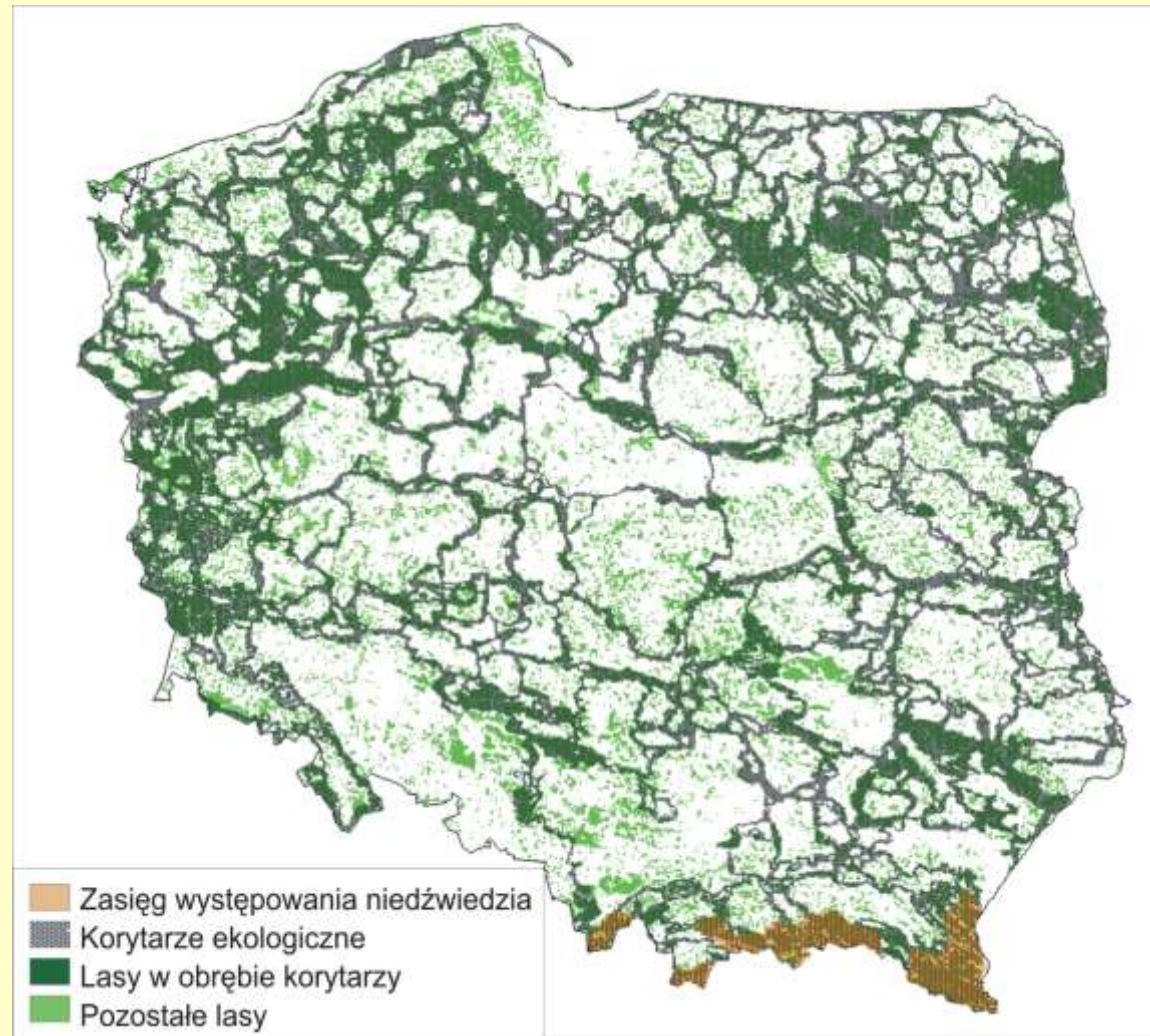 Zasięg występowania niedźwiedzia
Korytarze ekologiczne
Lasy w obrębie korytarzy
Pozostałe lasy